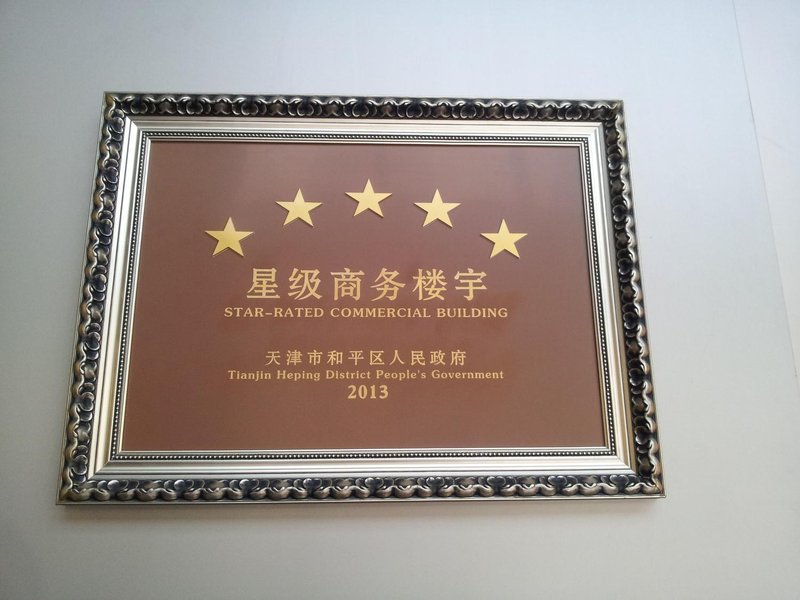 星级商务楼宇
STAR-RATED COMMERCIAL BUILDING
天津市和平区人民政府
Tianjin Heping District People's Government
2013